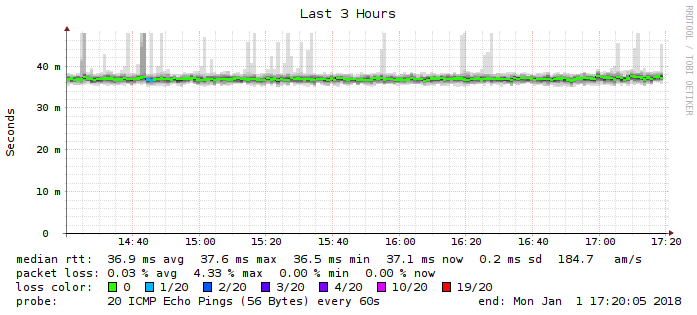 Last 3 Hours
RRDTOOL / TOBI OETIKER
Seconds
40 m
30 m
20 m
10 m
0
14:40 15:00 15:20 15:40 16:00 16:20 16:40 17:00 17:20
median rtt: 36.9 ms avg 37.6 ms max 36.5 ms min 37.1 ms now 0.2 ms sd 184.7 am/s
packet loss: 0.03 % avg 4.33 % max 0.00 % min 0.00 % now
loss color: 0 1/20 2/20 3/20 4/20 10/20 19/20
probe: 20 ICMP Echo Pings (56 Bytes) every 60s end: Mon Jan 1 17:20:05 2018